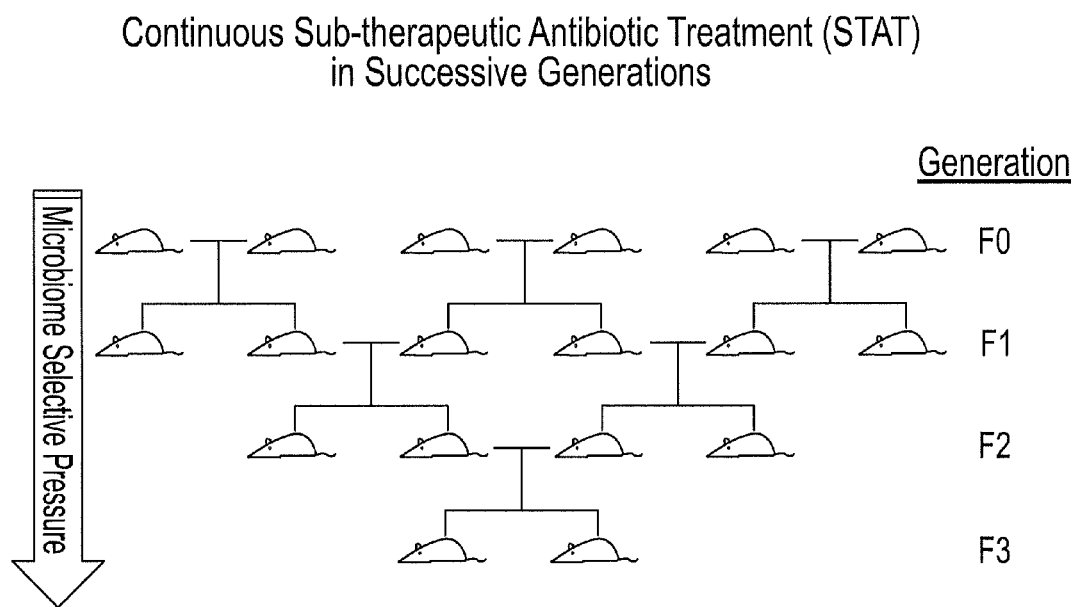 Continuous Sub-therapeutic Antibiotic Treatment (STAT)
in Successive Generations
Generation
Microbiome Selective Pressure
F0
F1
F2
F3